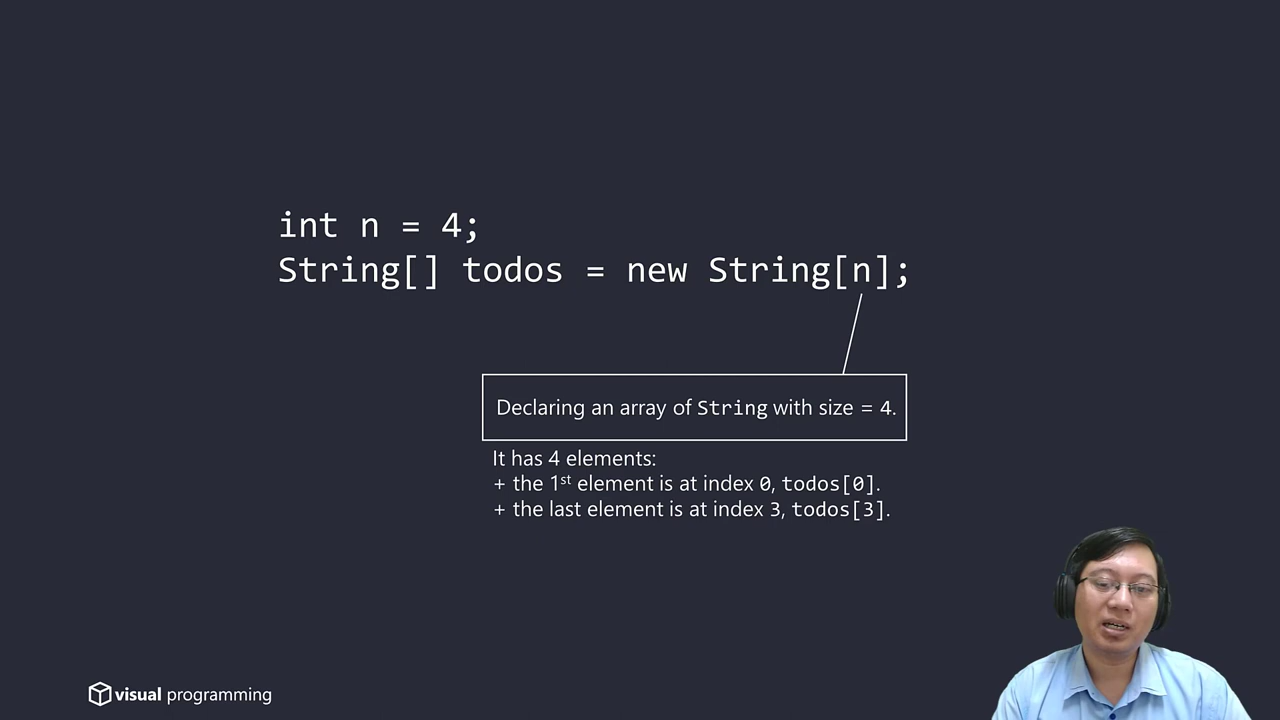 int n = 4;
String[] todos = new String[n];
Declaring an array of String with size = 4.
It has 4 elements:
+ the 1st element is at index 0, todos[0].
+ the last element is at index 3, todos[3].
visual programming